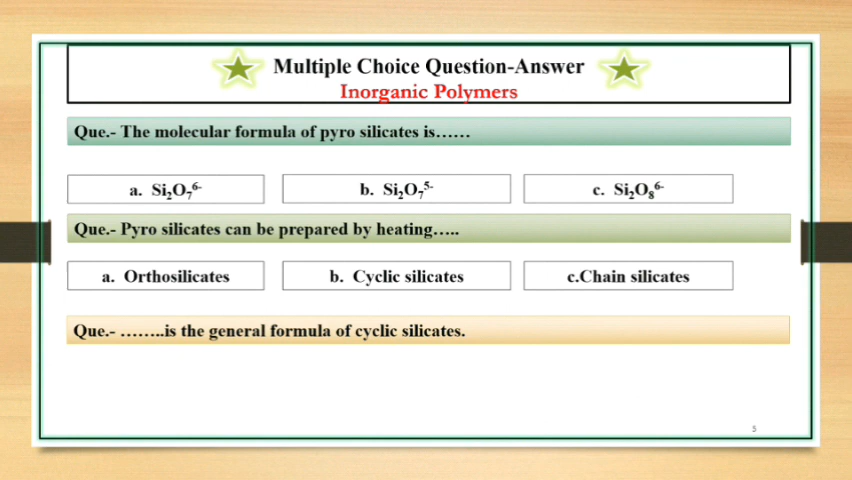 Multiple Choice Question-Answer
Inorganic Polymers
Que.- The molecular formula of pyro silicates is……
a. Si₂O₇⁶⁻ b. Si₂O₇⁵⁻ c. Si₂O₈⁶⁻
Que.- Pyro silicates can be prepared by heating…..
a. Orthosilicates b. Cyclic silicates c.Chain silicates
Que.- ……..is the general formula of cyclic silicates.
5